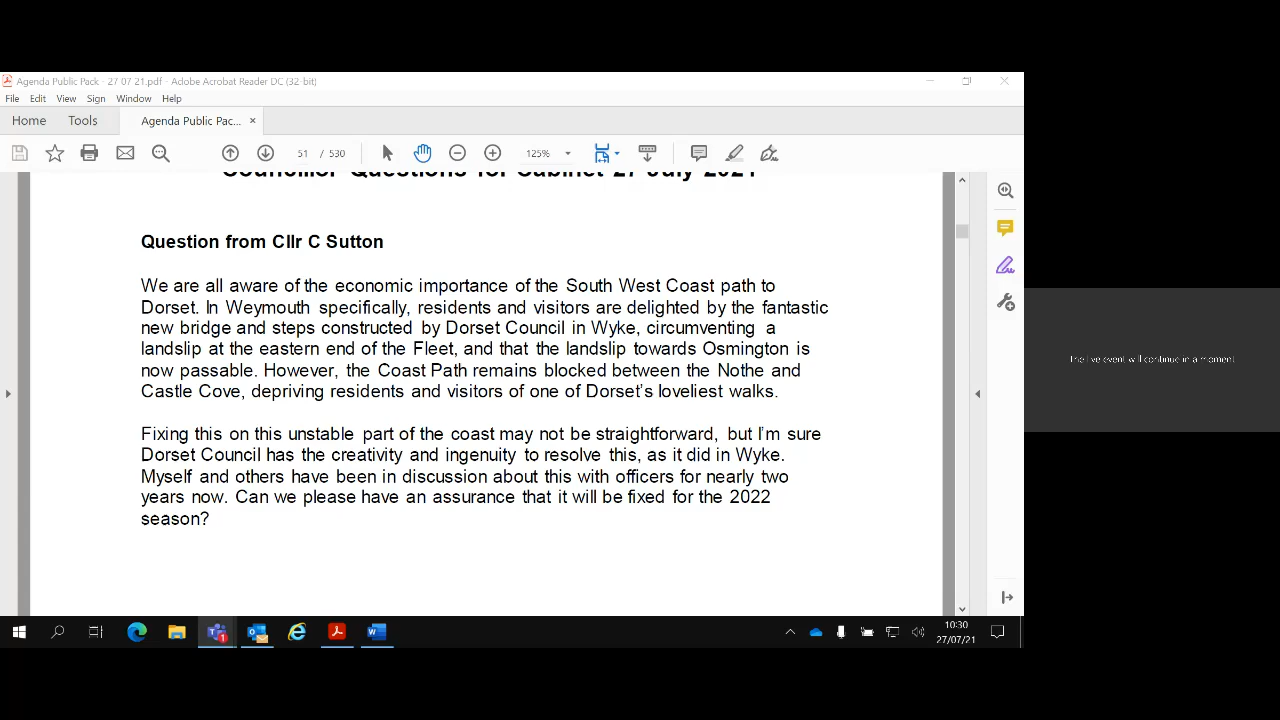 Agenda Public Pack - 27 07 21.pdf - Adobe Acrobat Reader DC (32-bit)
File Edit View Sign Window Help
Home Tools Agenda Public Pac... ×
51 / 530 125%
Councillor Questions for Cabinet 27 July 2021
Question from Cllr C Sutton
We are all aware of the economic importance of the South West Coast path to
Dorset. In Weymouth specifically, residents and visitors are delighted by the fantastic
new bridge and steps constructed by Dorset Council in Wyke, circumventing a
landslip at the eastern end of the Fleet, and that the landslip towards Osmington is
now passable. However, the Coast Path remains blocked between the Nothe and
Castle Cove, depriving residents and visitors of one of Dorset's loveliest walks.
Fixing this on this unstable part of the coast may not be straightforward, but I'm sure
Dorset Council has the creativity and ingenuity to resolve this, as it did in Wyke.
Myself and others have been in discussion about this with officers for nearly two
years now. Can we please have an assurance that it will be fixed for the 2022
season?
The live event will continue in a moment
10:30
27/07/21